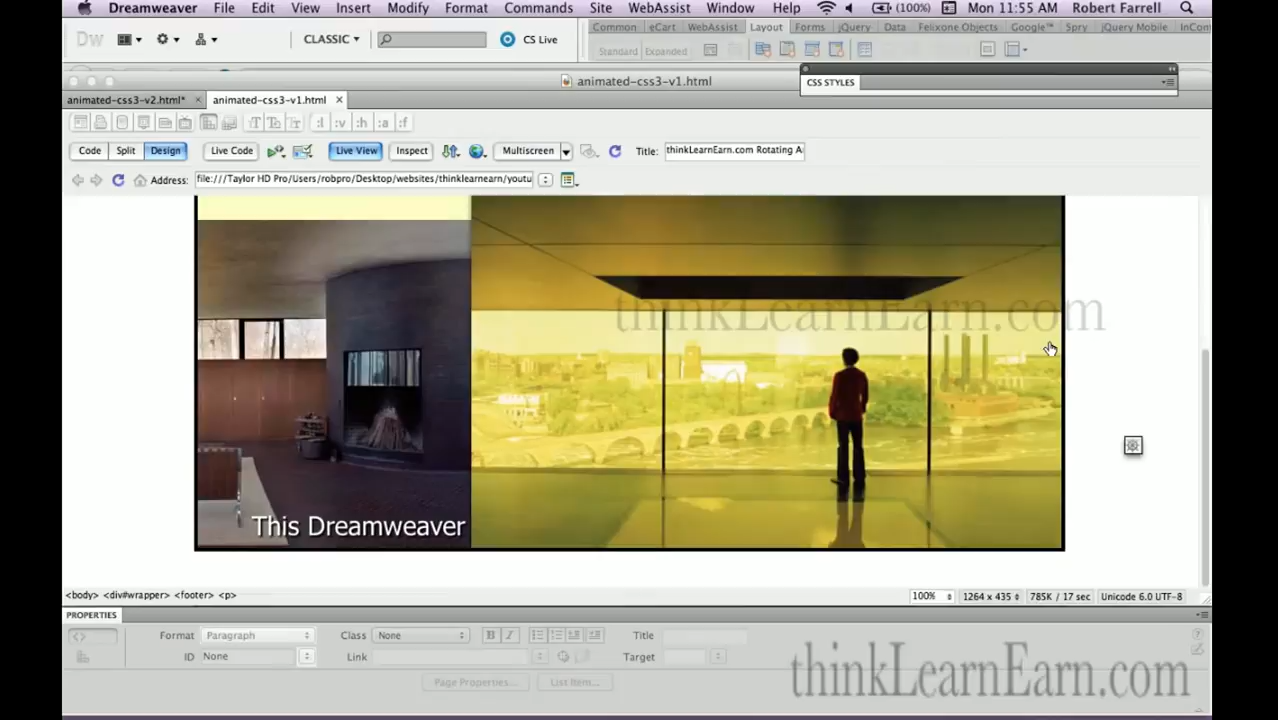 Dreamweaver File Edit View Insert Modify Format Commands Site WebAssist Window Help (100%) Mon 11:55 AM Robert Farrell
Dw CLASSIC CS Live
Common eCart WebAssist Layout Forms jQuery Data Felixone Objects Google™ Spry jQuery Mobile InCon
Standard Expanded
animated-css3-v1.html
CSS STYLES
animated-css3-v2.html* × animated-css3-v1.html ×
Code Split Design Live Code Live View Inspect Multiscreen Title: thinkLearnEarn.com Rotating A
Address: file:///Taylor HD Pro/Users/robpro/Desktop/websites/thinklearnearn/youtu
thinkLearnEarn.com
This Dreamweaver
<body> <div#wrapper> <footer> <p> 100% 1264 x 435 785K / 17 sec Unicode 6.0 UTF-8
PROPERTIES
Format Paragraph Class None B I Title
ID None Link Target
Page Properties... List Item...
thinkLearnEarn.com